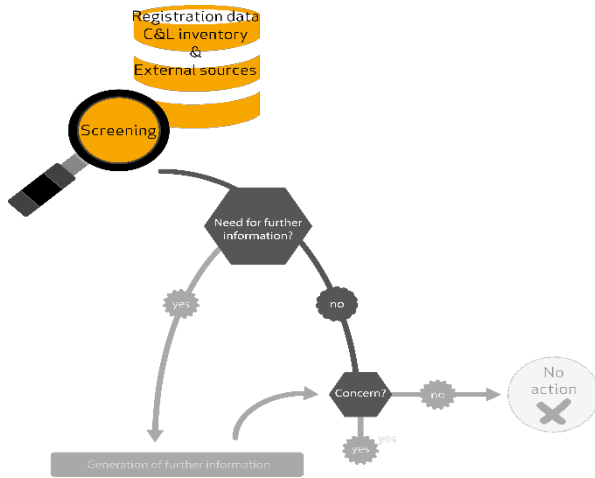 Registration data
C&L inventory
&
External sources
Screening
Need for further
information?
yes
no
Concern?
no
No
action
yes
yes
Generation of further information